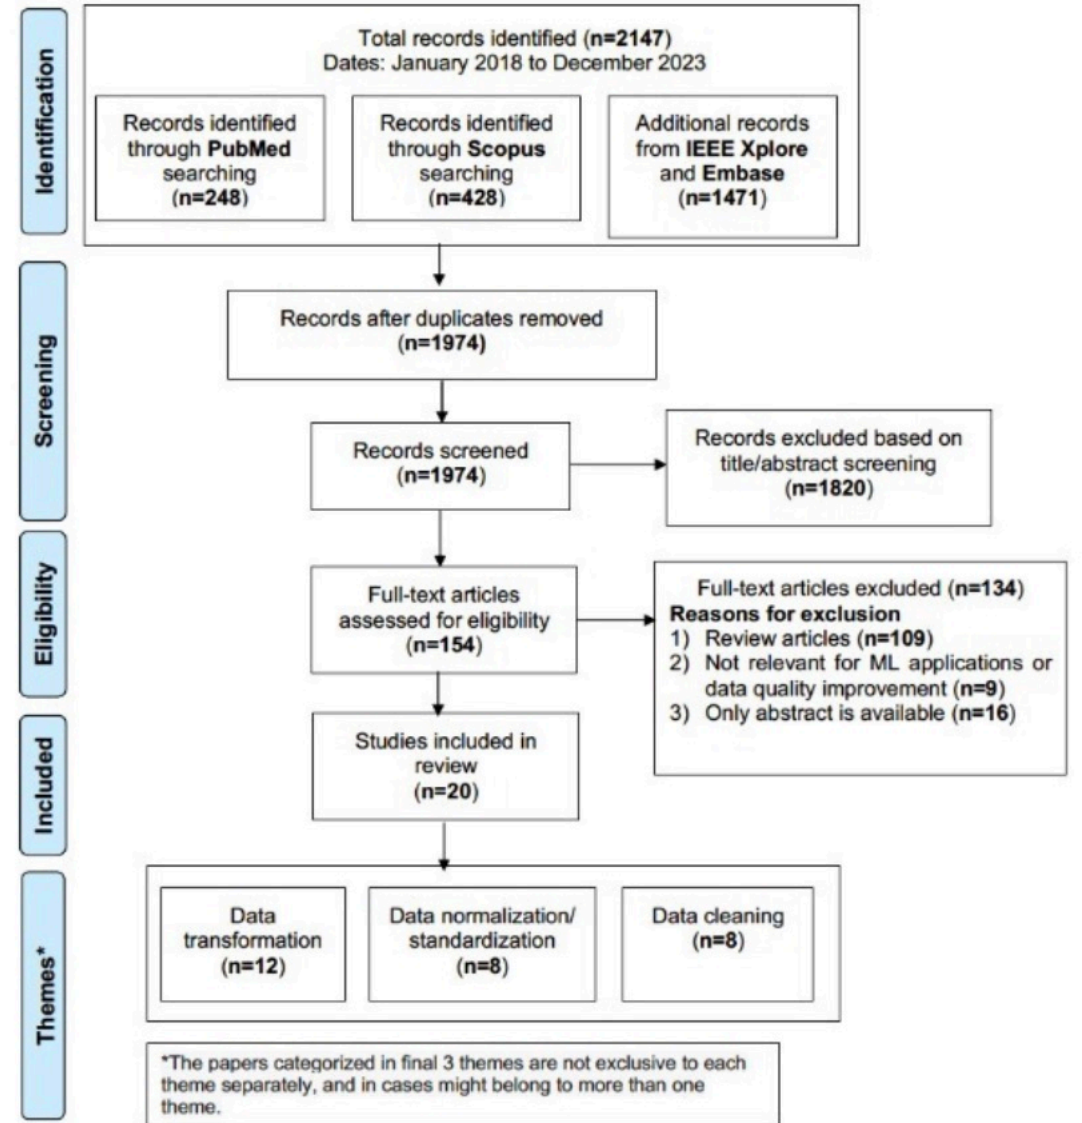 Identification
Total records identified (n=2147)
Dates: January 2018 to December 2023
Records identified
through PubMed
searching
(n=248)
Records identified
through Scopus
searching
(n=428)
Additional records
from IEEE Xplore
and Embase
(n=1471)
Screening
Records after duplicates removed
(n=1974)
Records screened
(n=1974)
Records excluded based on
title/abstract screening
(n=1820)
Eligibility
Full-text articles
assessed for eligibility
(n=154)
Full-text articles excluded (n=134)
Reasons for exclusion
1) Review articles (n=109)
2) Not relevant for ML applications or
data quality improvement (n=9)
3) Only abstract is available (n=16)
Included
Studies included in
review
(n=20)
Themes*
Data
transformation
(n=12)
Data normalization/
standardization
(n=8)
Data cleaning
(n=8)
*The papers categorized in final 3 themes are not exclusive to each
theme separately, and in cases might belong to more than one
theme.